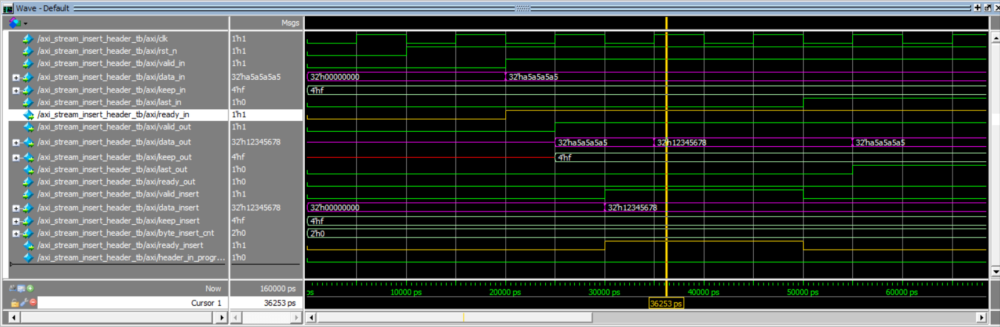 Wave - Default
Msgs
/axi_stream_insert_header_tb/axi/clk 1'h1
/axi_stream_insert_header_tb/axi/rst_n 1'h1
/axi_stream_insert_header_tb/axi/valid_in 1'h1
/axi_stream_insert_header_tb/axi/data_in 32'ha5a5a5a5 32'h00000000 32'ha5a5a5a5
/axi_stream_insert_header_tb/axi/keep_in 4'hf 4'hf
/axi_stream_insert_header_tb/axi/last_in 1'h0
/axi_stream_insert_header_tb/axi/ready_in 1'h1
/axi_stream_insert_header_tb/axi/valid_out 1'h1
/axi_stream_insert_header_tb/axi/data_out 32'h12345678 32'ha5a5a5a5 32'h12345678 32'ha5a5a5a5
/axi_stream_insert_header_tb/axi/keep_out 4'hf 4'hf
/axi_stream_insert_header_tb/axi/last_out 1'h0
/axi_stream_insert_header_tb/axi/ready_out 1'h0
/axi_stream_insert_header_tb/axi/valid_insert 1'h1
/axi_stream_insert_header_tb/axi/data_insert 32'h12345678 32'h00000000 32'h12345678
/axi_stream_insert_header_tb/axi/keep_insert 4'hf 4'hf
/axi_stream_insert_header_tb/axi/byte_insert_cnt 2'h0 2'h0
/axi_stream_insert_header_tb/axi/ready_insert 1'h1
/axi_stream_insert_header_tb/axi/header_in_progr... 1'h0
Now 160000 ps ps 10000 ps 20000 ps 30000 ps 40000 ps 50000 ps 60000 ps
Cursor 1 36253 ps 36253 ps